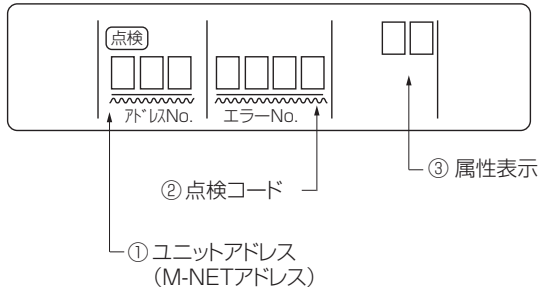 点検
アドレスNo.
エラーNo.
③ 属性表示
② 点検コード
① ユニットアドレス
（M-NETアドレス）